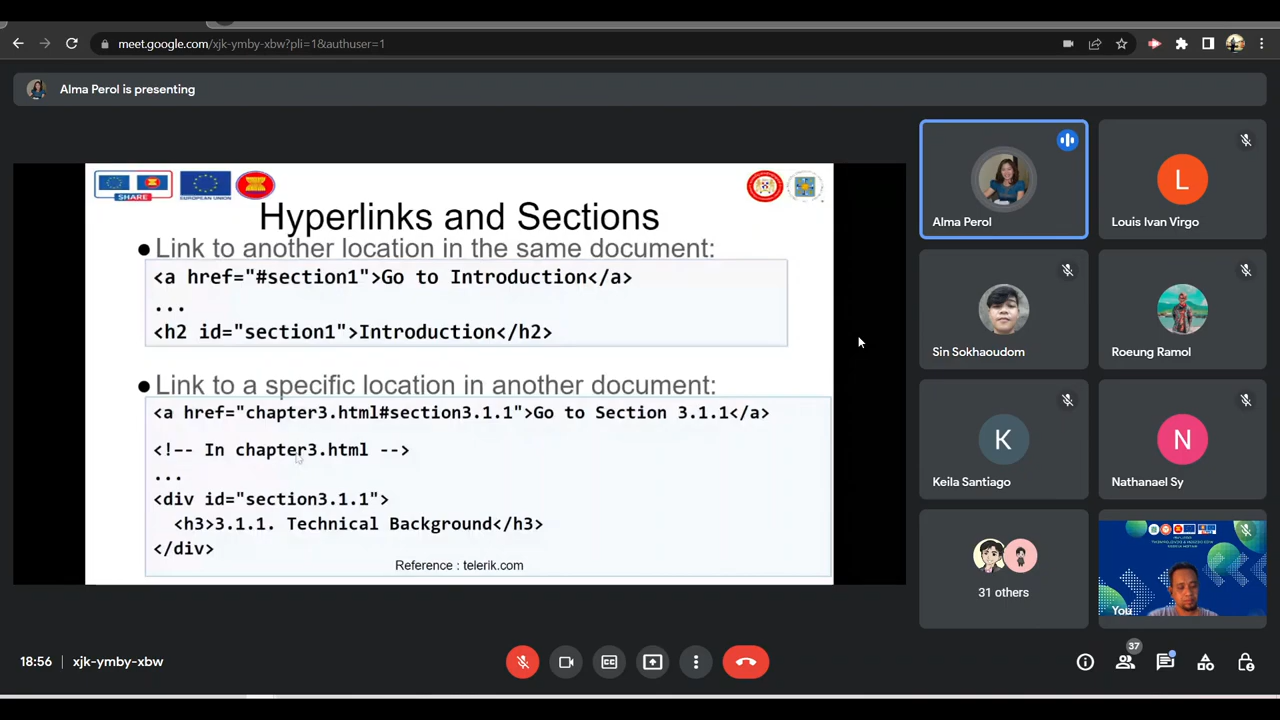 meet.google.com/xjk-ymby-xbw?pli=1&authuser=1
Alma Perol is presenting
SHARE
EUROPEAN UNION
Hyperlinks and Sections
● Link to another location in the same document:
<a href="#section1">Go to Introduction</a>
...
<h2 id="section1">Introduction</h2>
● Link to a specific location in another document:
<a href="chapter3.html#section3.1.1">Go to Section 3.1.1</a>
<!-- In chapter3.html -->
...
<div id="section3.1.1">
<h3>3.1.1. Technical Background</h3>
</div>
Reference : telerik.com
Alma Perol
L
Louis Ivan Virgo
Sin Sokhaoudom
Roeung Ramol
K
Keila Santiago
N
Nathanael Sy
31 others
You
18:56 | xjk-ymby-xbw
37